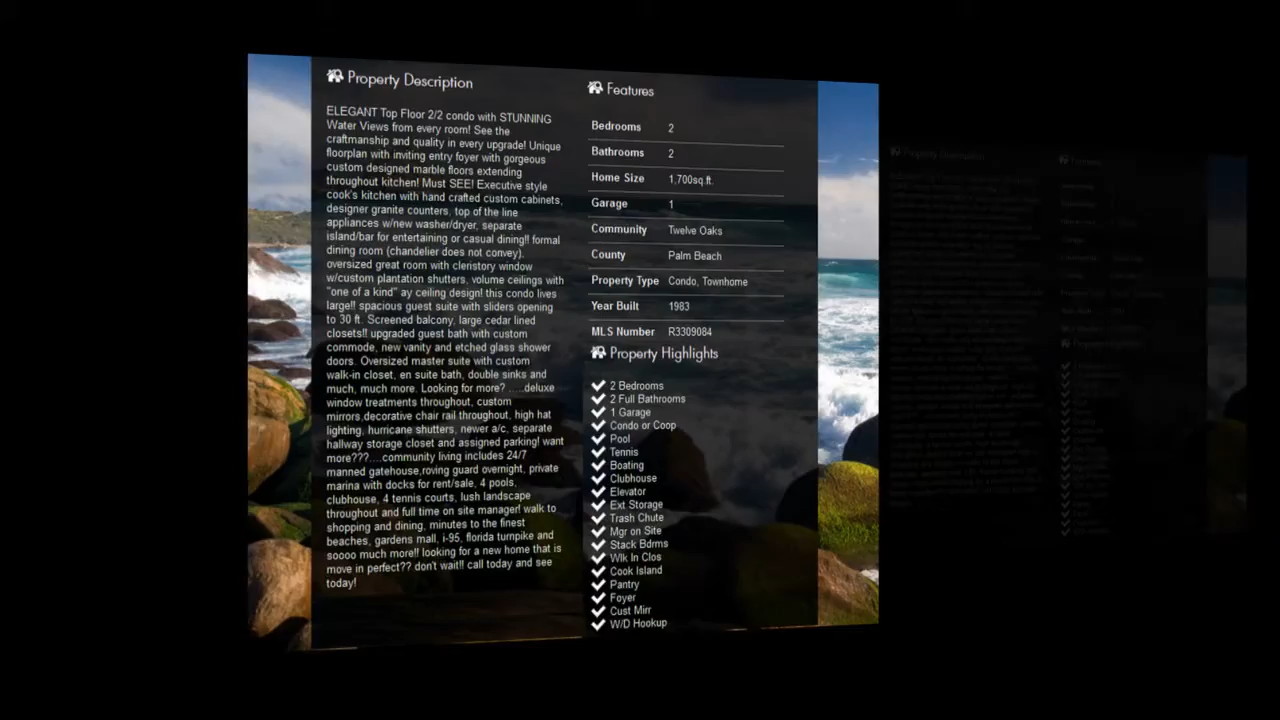 Property Description
ELEGANT Top Floor 2/2 condo with STUNNING
Water Views from every room! See the
craftmanship and quality in every upgrade! Unique
floorplan with inviting entry foyer with gorgeous
custom designed marble floors extending
throughout kitchen! Must SEE! Executive style
cook's kitchen with hand crafted custom cabinets,
designer granite counters, top of the line
appliances w/new washer/dryer, separate
island/bar for entertaining or casual dining!! formal
dining room (chandelier does not convey).
oversized great room with cleristory window
w/custom plantation shutters, volume ceilings with
"one of a kind" ay ceiling design! this condo lives
large!! spacious guest suite with sliders opening
to 30 ft. Screened balcony, large cedar lined
closets!! upgraded guest bath with custom
commode, new vanity and etched glass shower
doors. Oversized master suite with custom
walk-in closet, en suite bath, double sinks and
much, much more. Looking for more? .....deluxe
window treatments throughout, custom
mirrors,decorative chair rail throughout, high hat
lighting, hurricane shutters, newer a/c, separate
hallway storage closet and assigned parking! want
more???....community living includes 24/7
manned gatehouse,roving guard overnight, private
marina with docks for rent/sale, 4 pools,
clubhouse, 4 tennis courts, lush landscape
throughout and full time on site manager! walk to
shopping and dining, minutes to the finest
beaches, gardens mall, i-95, florida turnpike and
soooo much more!! looking for a new home that is
move in perfect?? don't wait!! call today and see
today!
Features
Bedrooms 2
Bathrooms 2
Home Size 1,700sq.ft.
Garage 1
Community Twelve Oaks
County Palm Beach
Property Type Condo, Townhome
Year Built 1983
MLS Number R3309084
Property Highlights
2 Bedrooms
2 Full Bathrooms
1 Garage
Condo or Coop
Pool
Tennis
Boating
Clubhouse
Elevator
Ext Storage
Trash Chute
Mgr on Site
Stack Bdrms
Wlk In Clos
Cook Island
Pantry
Foyer
Cust Mirr
W/D Hookup
Property Description